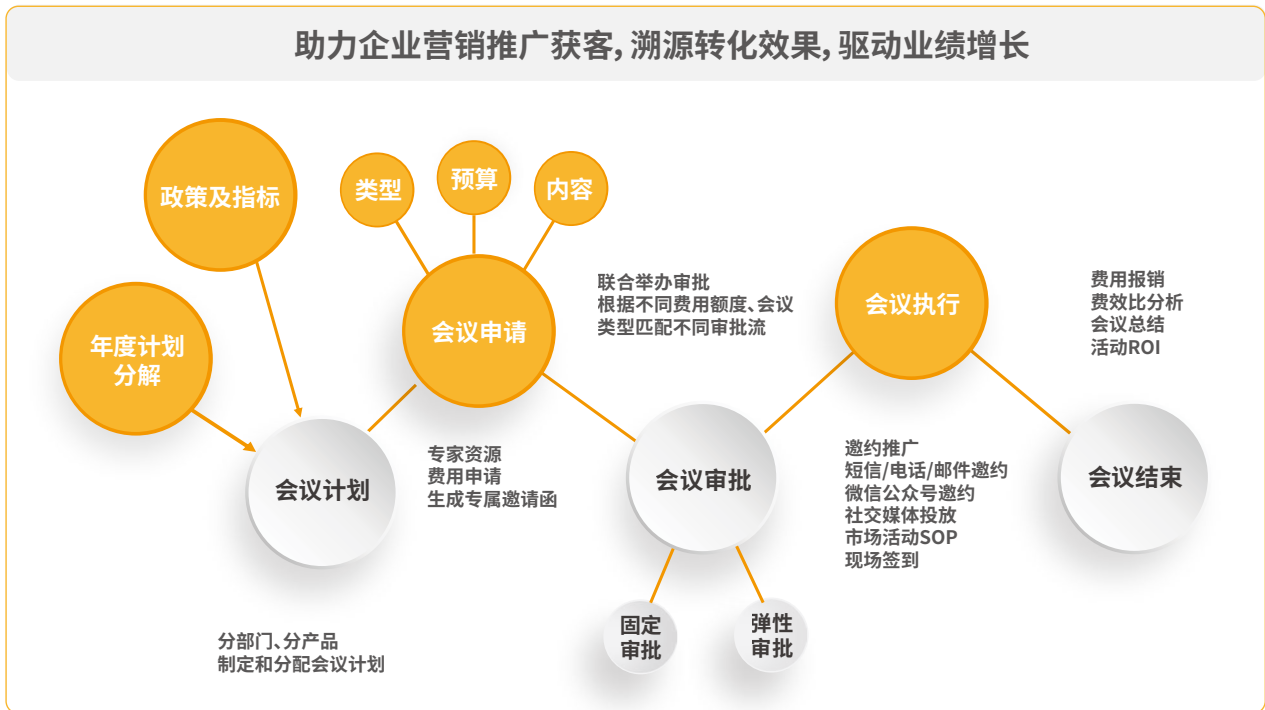 助力企业营销推广获客，溯源转化效果，驱动业绩增长
政策及指标
年度计划
分解
会议计划
分部门、分产品
制定和分配会议计划
类型
预算
内容
会议申请
专家资源
费用申请
生成专属邀请函
联合举办审批
根据不同费用额度、会议
类型匹配不同审批流
会议审批
固定
审批
弹性
审批
会议执行
邀约推广
短信/电话/邮件邀约
微信公众号邀约
社交媒体投放
市场活动SOP
现场签到
费用报销
费效比分析
会议总结
活动ROI
会议结束